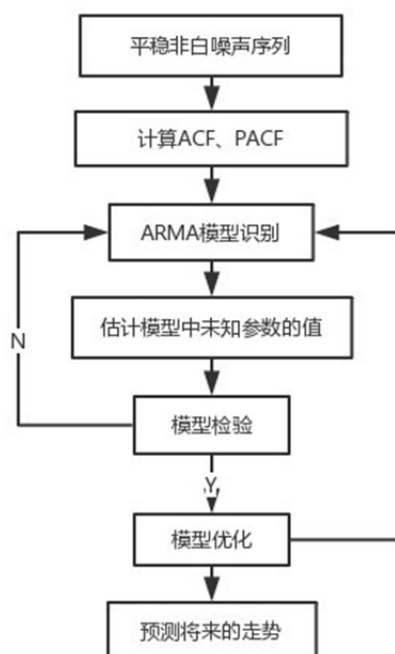 平稳非白噪声序列
计算ACF、PACF
ARMA模型识别
估计模型中未知参数的值
N
模型检验
Y
模型优化
预测将来的走势